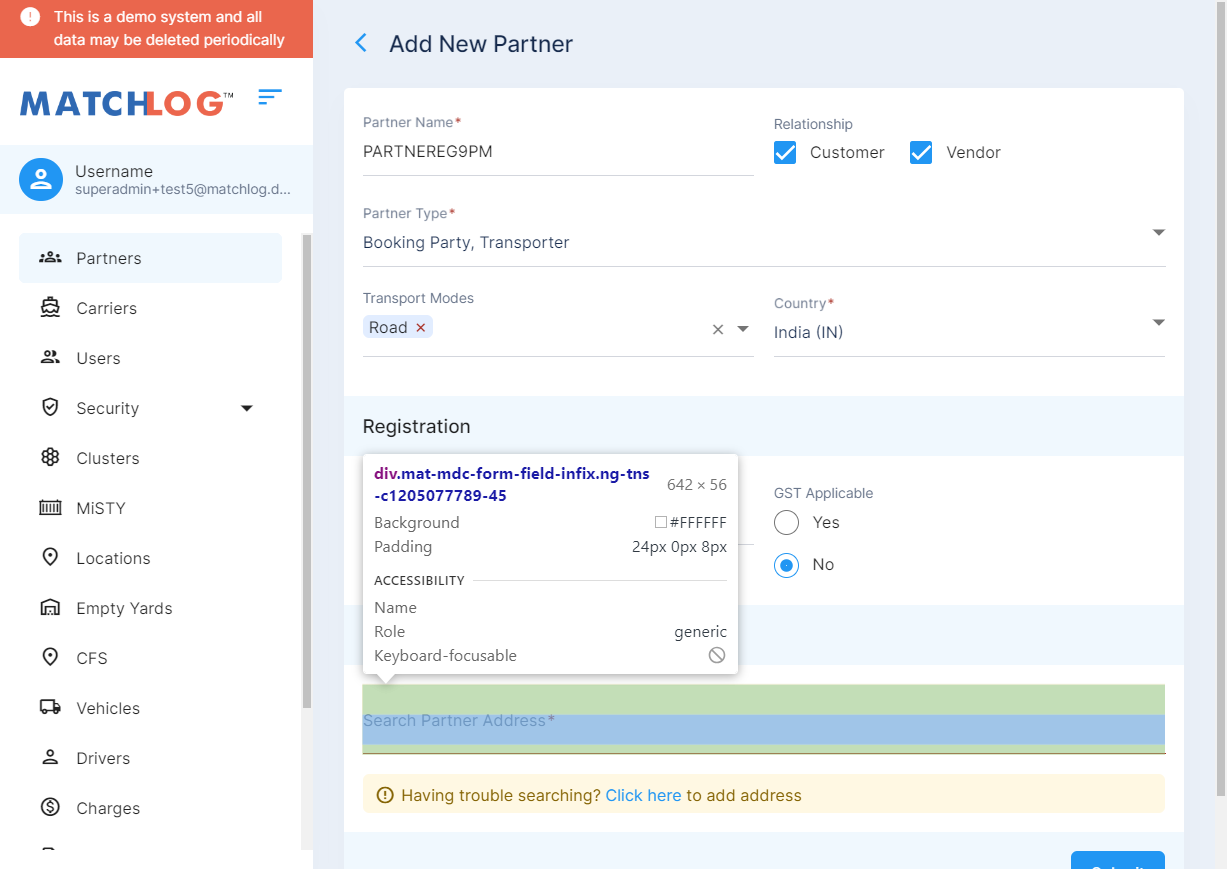 This is a demo system and all
data may be deleted periodically
MATCHLOG™
Username
superadmin+test5@matchlog.d...
Partners
Carriers
Users
Security
Clusters
MiSTY
Locations
Empty Yards
CFS
Vehicles
Drivers
Charges
Add New Partner
Partner Name*
PARTNEREG9PM
Relationship
Customer
Vendor
Partner Type*
Booking Party, Transporter
Transport Modes
Road ×
Country*
India (IN)
Registration
div.mat-mdc-form-field-infix.ng-tns
-c1205077789-45
642 × 56
Background
#FFFFFF
Padding
24px 0px 8px
ACCESSIBILITY
Name
Role
generic
Keyboard-focusable
GST Applicable
Yes
No
Search Partner Address*
Having trouble searching? Click here to add address
Submit